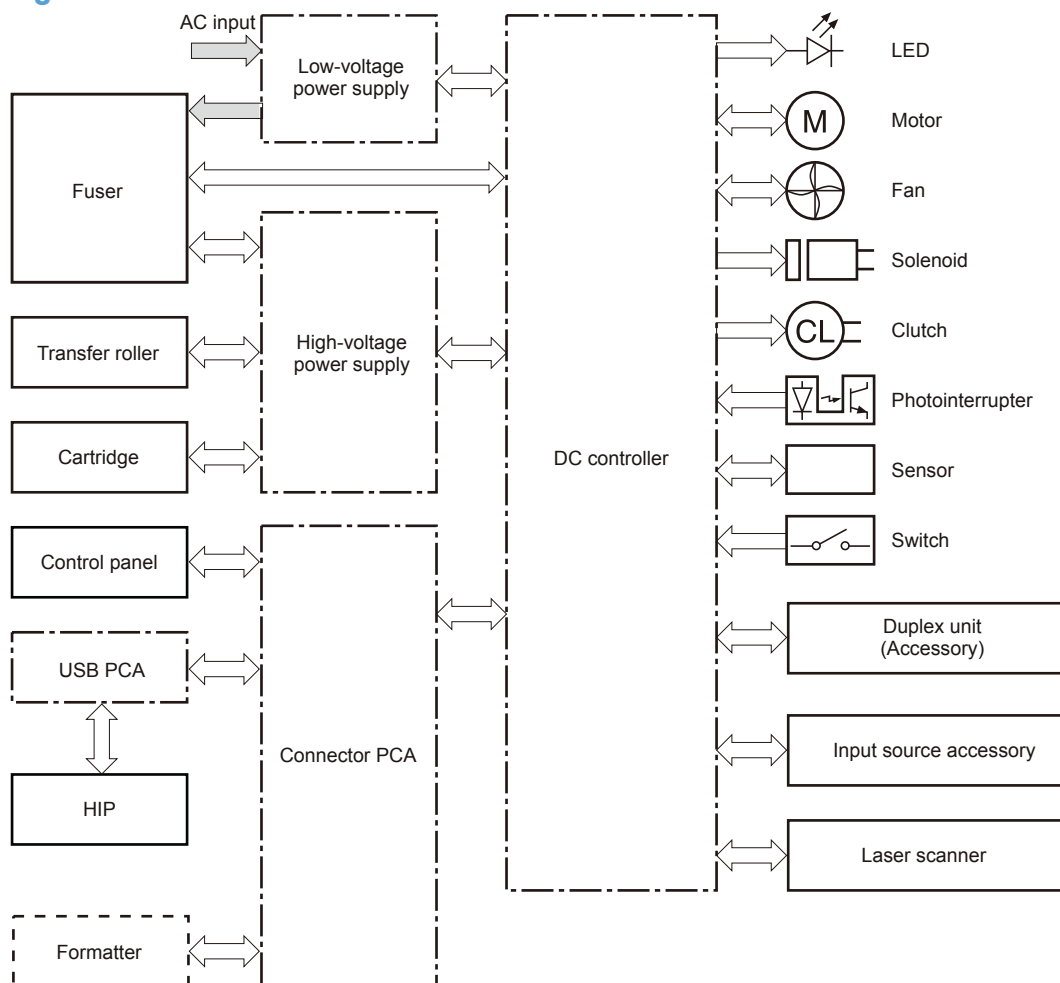 AC input
Low-voltage
power supply
Fuser
Transfer roller
High-voltage
power supply
Cartridge
Control panel
USB PCA
HIP
Connector PCA
Formatter
DC controller
LED
M
Motor
Fan
Solenoid
CL
Clutch
Photointerrupter
Sensor
Switch
Duplex unit
(Accessory)
Input source accessory
Laser scanner